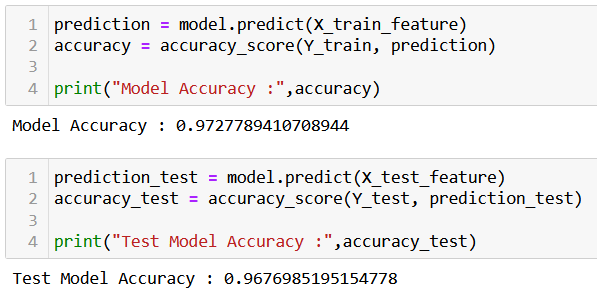 1 prediction = model.predict(X_train_feature)
2 accuracy = accuracy_score(Y_train, prediction)
3
4 print("Model Accuracy :",accuracy)
Model Accuracy : 0.9727789410708944
1 prediction_test = model.predict(X_test_feature)
2 accuracy_test = accuracy_score(Y_test, prediction_test)
3
4 print("Test Model Accuracy :",accuracy_test)
Test Model Accuracy : 0.9676985195154778